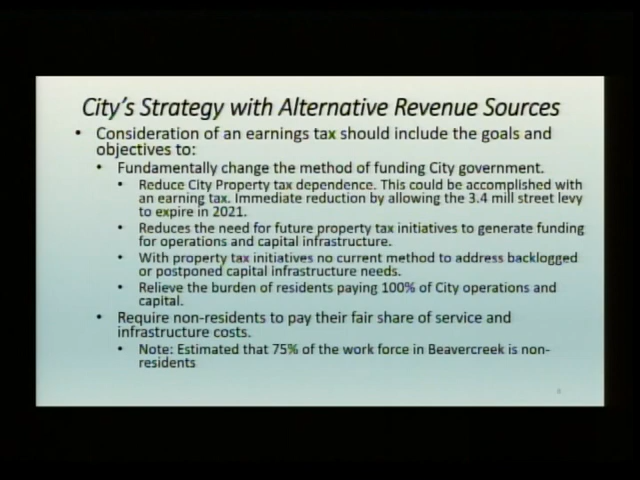 City's Strategy with Alternative Revenue Sources
• Consideration of an earnings tax should include the goals and
objectives to:
• Fundamentally change the method of funding City government.
• Reduce City Property tax dependence. This could be accomplished with
an earning tax. Immediate reduction by allowing the 3.4 mill street levy
to expire in 2021.
• Reduces the need for future property tax initiatives to generate funding
for operations and capital infrastructure.
• With property tax initiatives no current method to address backlogged
or postponed capital infrastructure needs.
• Relieve the burden of residents paying 100% of City operations and
capital.
• Require non-residents to pay their fair share of service and
infrastructure costs.
• Note: Estimated that 75% of the work force in Beavercreek is non-
residents